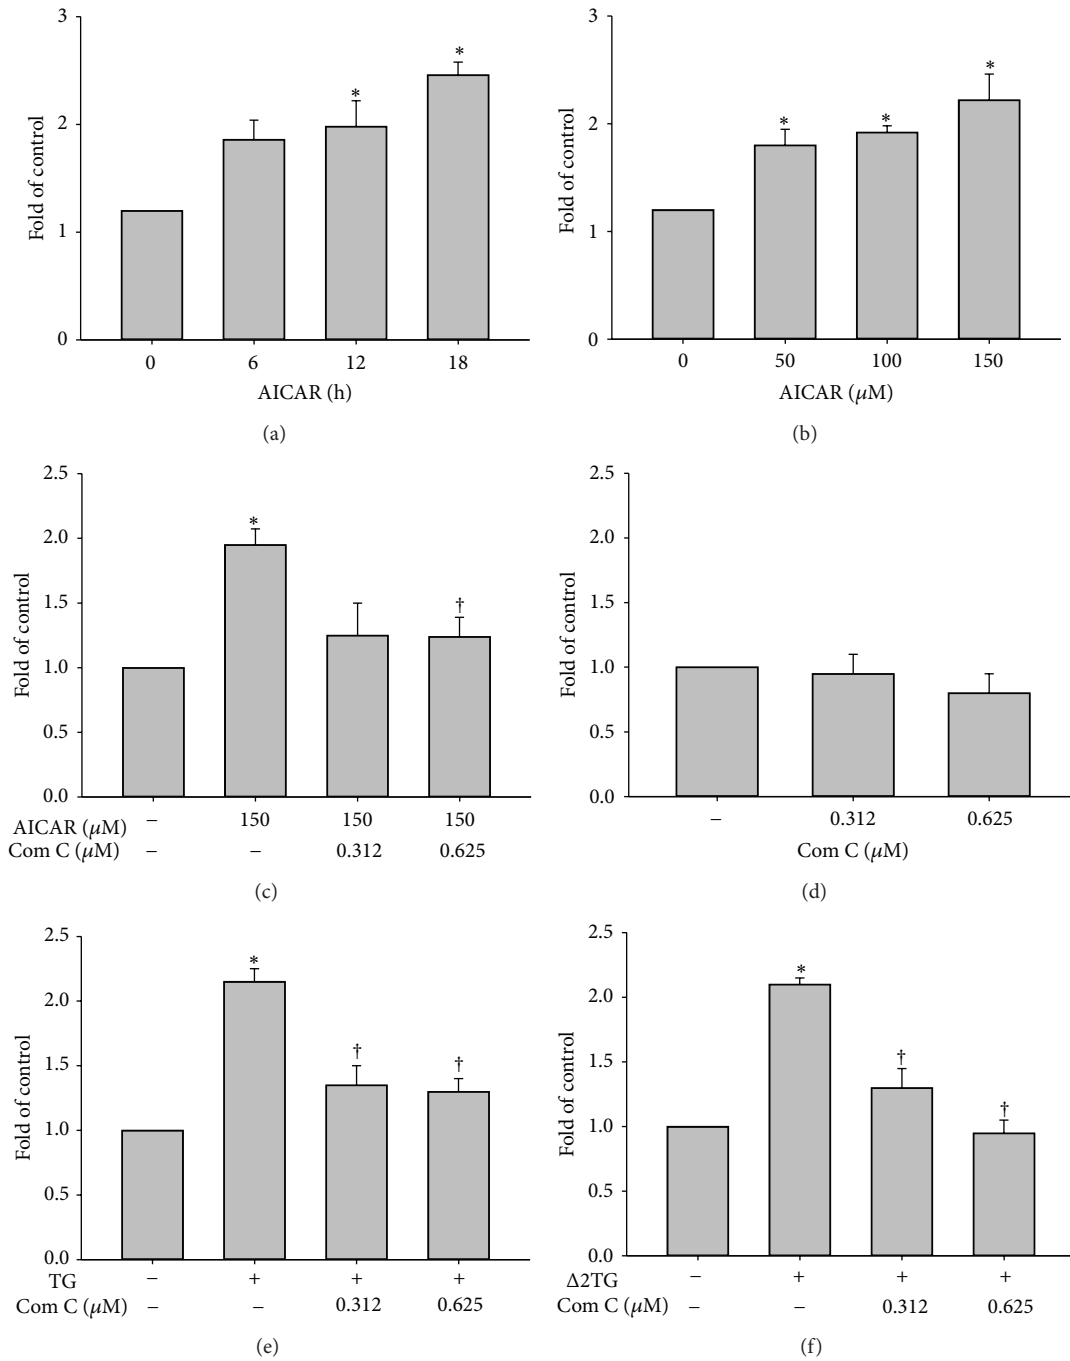 3
2
1
0
Fold of control
*
*
0 6 12 18
AICAR (h)
(a)
3
2
1
0
Fold of control
*
*
*
0 50 100 150
AICAR (μM)
(b)
2.5
2.0
1.5
1.0
0.5
0.0
Fold of control
*
†
AICAR (μM) – 150 150 150
Com C (μM) – – 0.312 0.625
(c)
2.5
2.0
1.5
1.0
0.5
0.0
Fold of control
– 0.312 0.625
Com C (μM)
(d)
2.5
2.0
1.5
1.0
0.5
0.0
Fold of control
*
†
†
TG – + + +
Com C (μM) – – 0.312 0.625
(e)
2.5
2.0
1.5
1.0
0.5
0.0
Fold of control
*
†
†
Δ2TG – + + +
Com C (μM) – – 0.312 0.625
(f)